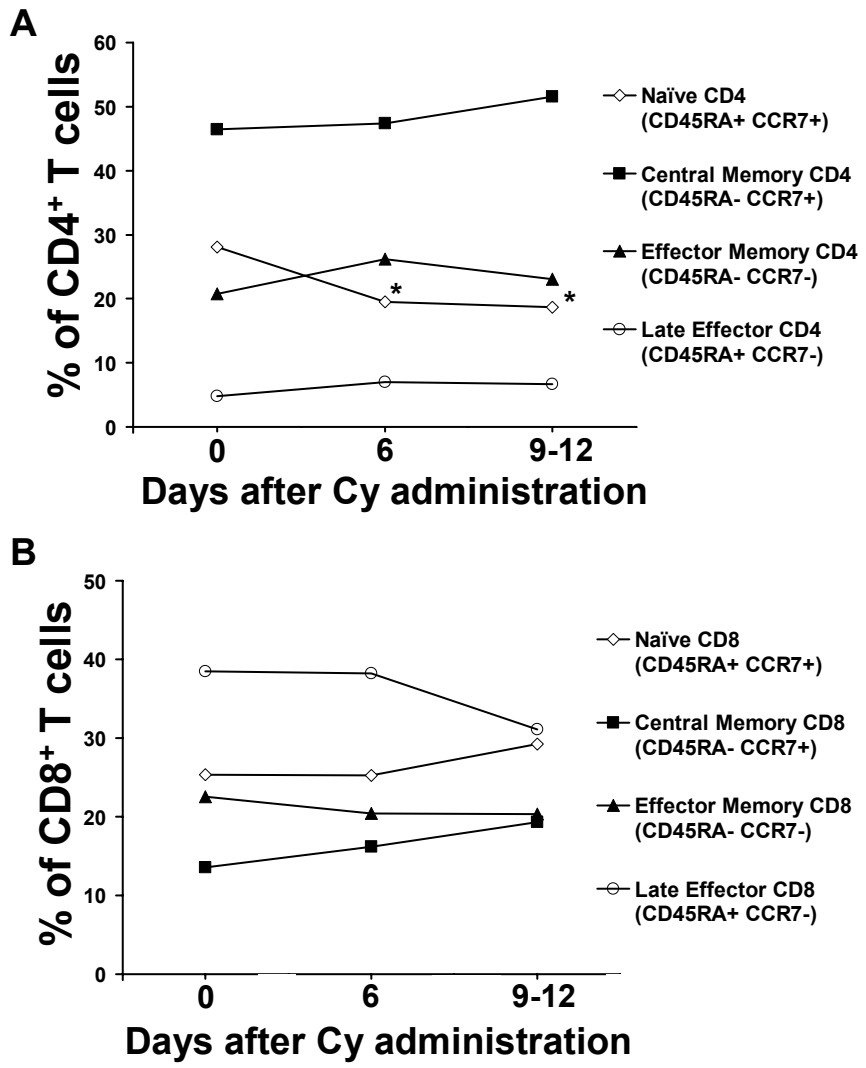 A
60
50
40
30
20
10
0
% of CD4+ T cells
*
*
0
6
9-12
Days after Cy administration
Naïve CD4
(CD45RA+ CCR7+)
Central Memory CD4
(CD45RA- CCR7+)
Effector Memory CD4
(CD45RA- CCR7-)
Late Effector CD4
(CD45RA+ CCR7-)
B
50
40
30
20
10
0
% of CD8+ T cells
0
6
9-12
Days after Cy administration
Naïve CD8
(CD45RA+ CCR7+)
Central Memory CD8
(CD45RA- CCR7+)
Effector Memory CD8
(CD45RA- CCR7-)
Late Effector CD8
(CD45RA+ CCR7-)